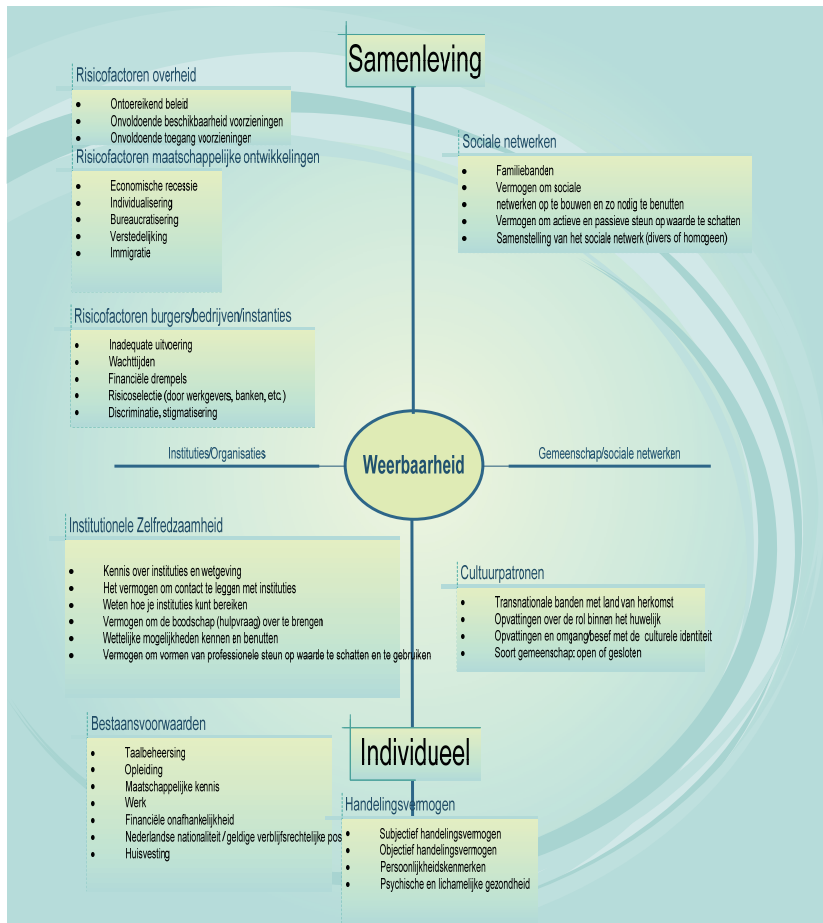 Samenleving
Risicofactoren overheid
• Ontoereikend beleid
• Onvoldoende beschikbaarheid voorzieningen
• Onvoldoende toegang voorzieninger
Risicofactoren maatschappelijke ontwikkelingen
• Economische recessie
• Individualisering
• Bureaucratisering
• Verstedelijking
• Immigratie
Sociale netwerken
• Familiebanden
• Vermogen om sociale
• netwerken op te bouwen en zo nodig te benutten
• Vermogen om actieve en passieve steun op waarde te schatten
• Samenstelling van het sociale netwerk (divers of homogeen)
Risicofactoren burgers/bedrijven/instanties
• Inadequate uitvoering
• Wachttijden
• Financiële drempels
• Risicoselectie (door werkgevers, banken, etc.)
• Discriminatie, stigmatisering
Instituties/Organisaties
Weerbaarheid
Gemeenschap/sociale netwerken
Institutionele Zelfredzaamheid
• Kennis over instituties en wetgeving
• Het vermogen om contact te leggen met instituties
• Weten hoe je instituties kunt bereiken
• Vermogen om de boodschap (hulpvraag) over te brengen
• Wettelijke mogelijkheden kennen en benutten
• Vermogen om vormen van professionele steun op waarde te schatten en te gebruiken
Cultuurpatronen
• Transnationale banden met land van herkomst
• Opvattingen over de rol binnen het huwelijk
• Opvattingen en omgang/besef met de culturele identiteit
• Soort gemeenschap: open of gesloten
Bestaansvoorwaarden
• Taalbeheersing
• Opleiding
• Maatschappelijke kennis
• Werk
• Financiële onafhankelijkheid
• Nederlandse nationaliteit / geldige verblijfsrechtelijke pos
• Huisvesting
Individueel
Handelingsvermogen
• Subjectief handelingsvermogen
• Objectief handelingsvermogen
• Persoonlijkheidskenmerken
• Psychische en lichamelijke gezondheid